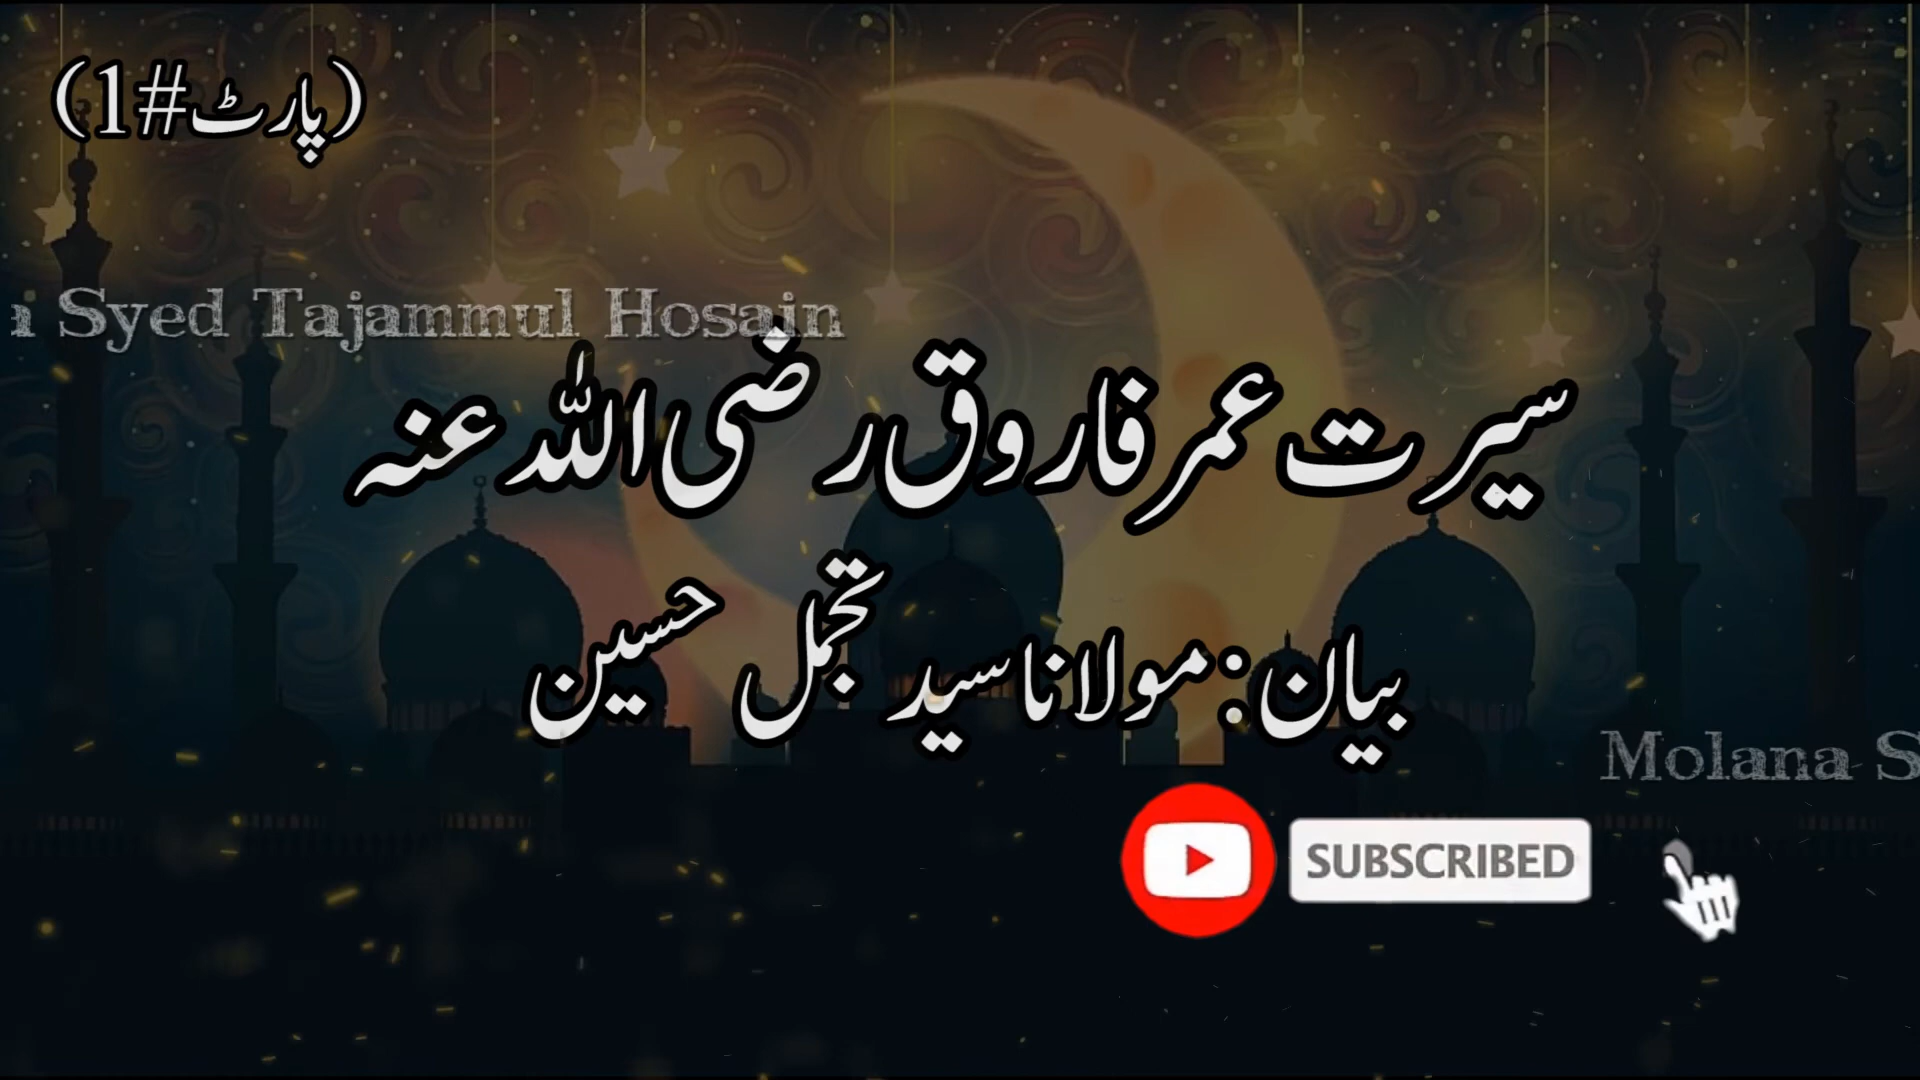 (پارٹ#1)
a Syed Tajammul Hosain
سیرت عمر فاروق رضی اللہ عنہ
بیان: مولانا سید تجمل حسین
Molana S
SUBSCRIBED